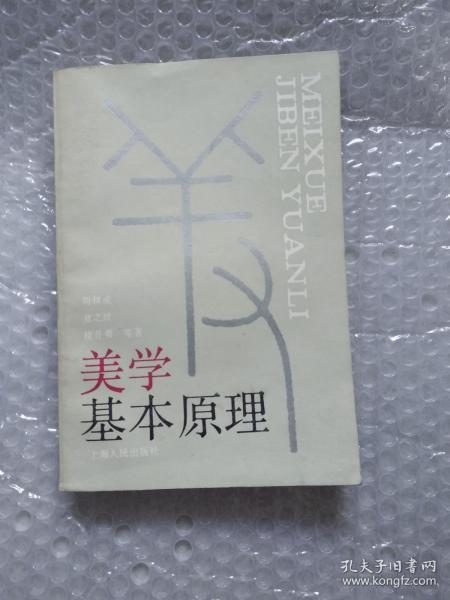 美
MEIXUE
JIBEN YUANLI
刘叔成
夏之放
楼昔勇 等著
美学
基本原理
上海人民出版社
孔夫子旧书网
www.kongfz.com